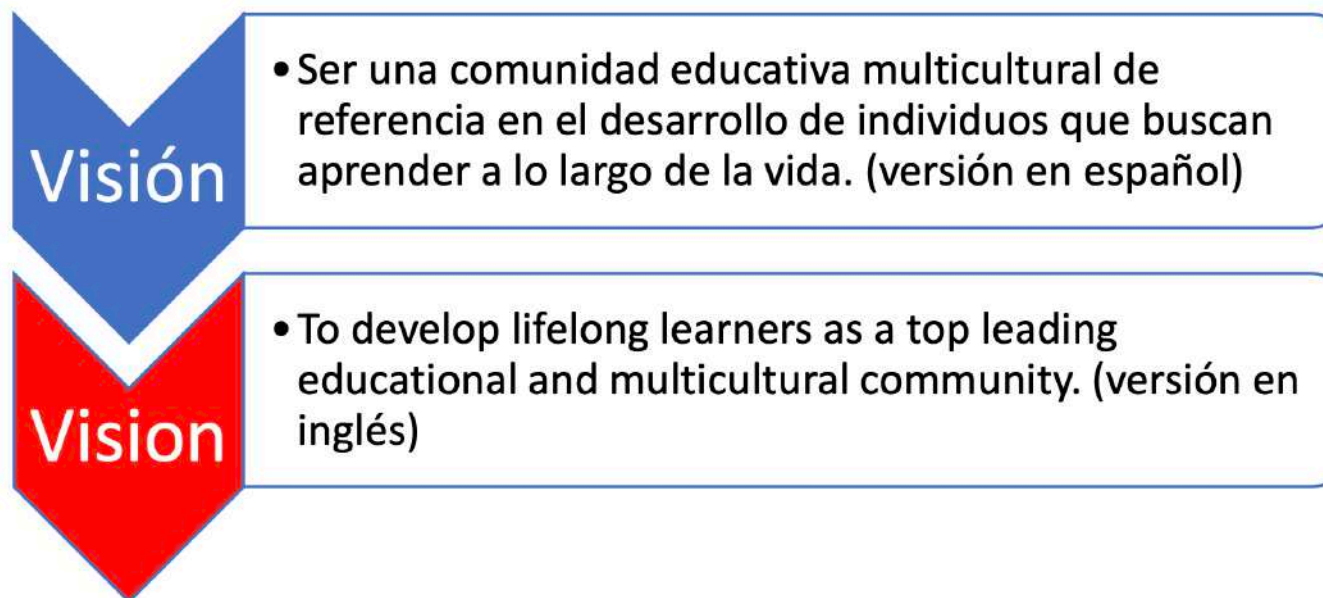 Visión
• Ser una comunidad educativa multicultural de
referencia en el desarrollo de individuos que buscan
aprender a lo largo de la vida. (versión en español)
Vision
• To develop lifelong learners as a top leading
educational and multicultural community. (versión en
inglés)